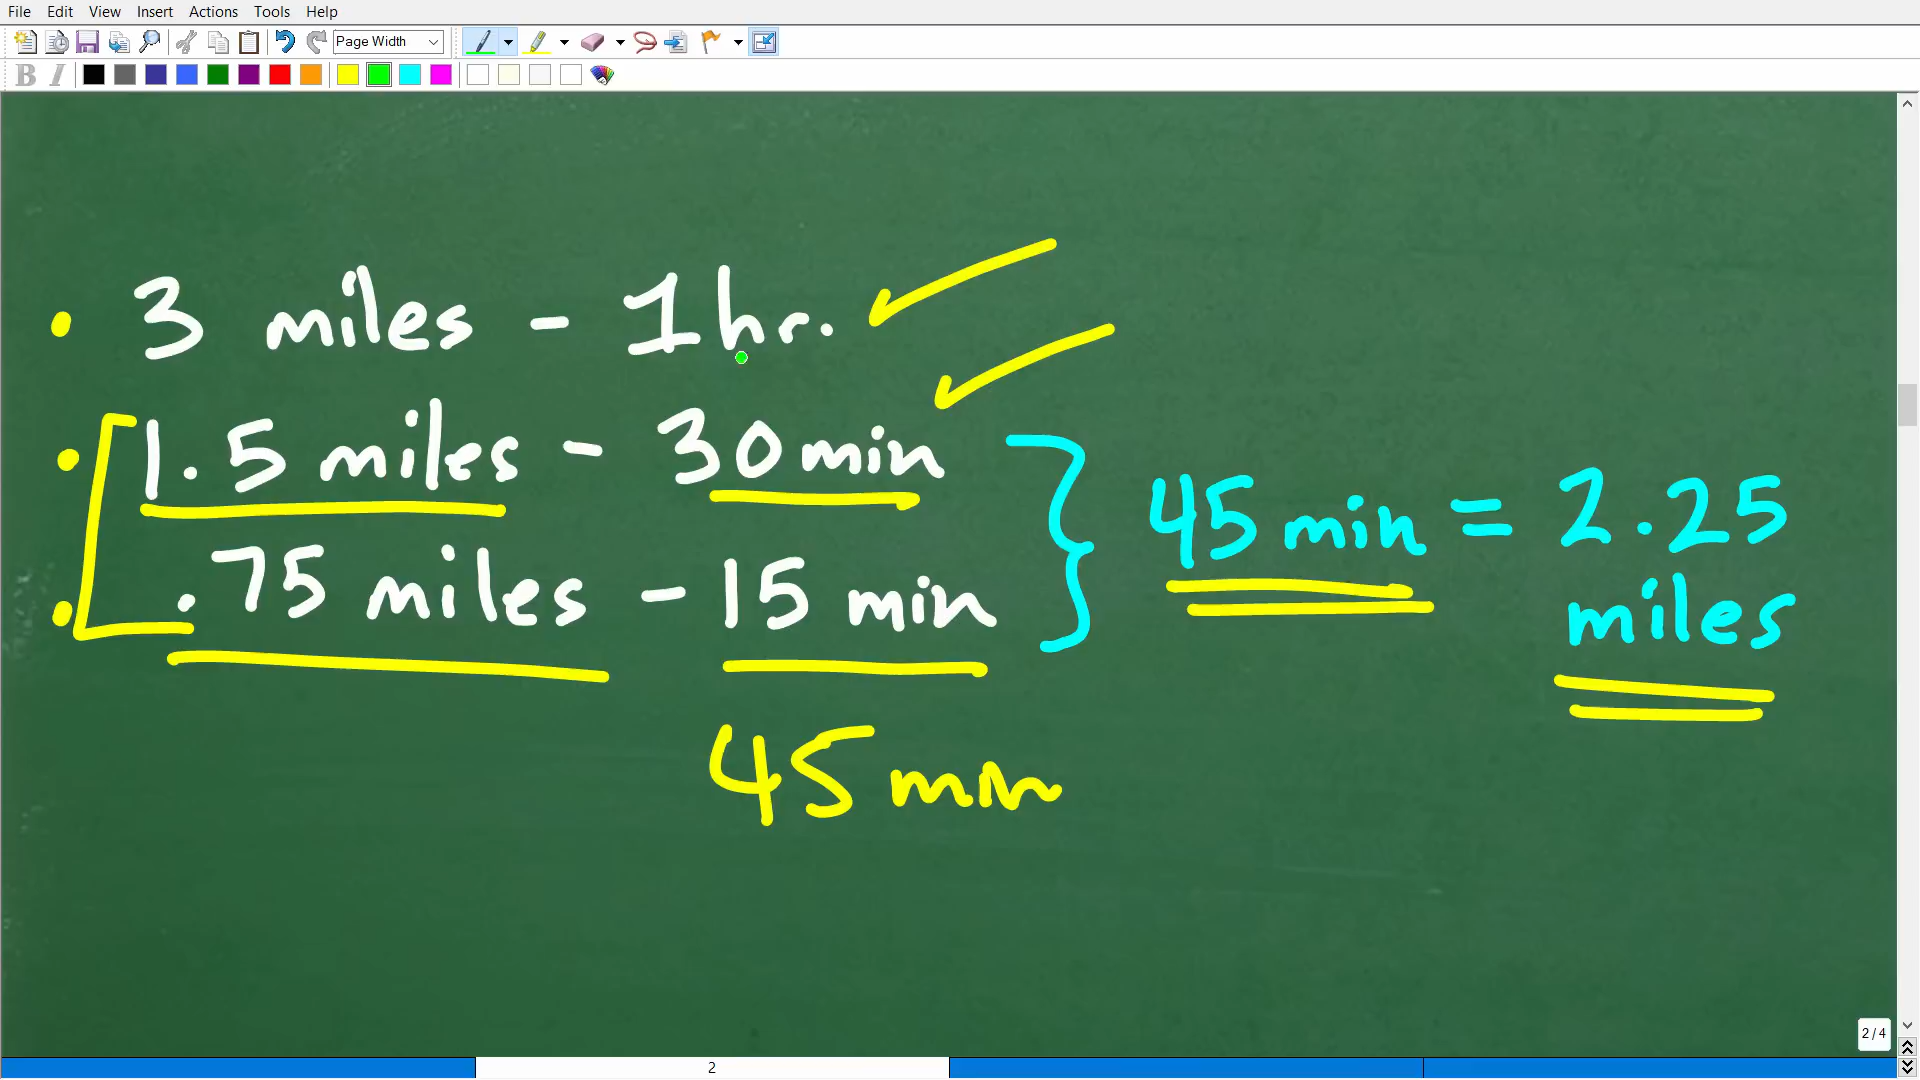 File Edit View Insert Actions Tools Help
Page Width
B I
3 miles - 1 hr.
1.5 miles - 30 min
.75 miles - 15 min
45 min = 2.25
miles
45 min
2 / 4
2